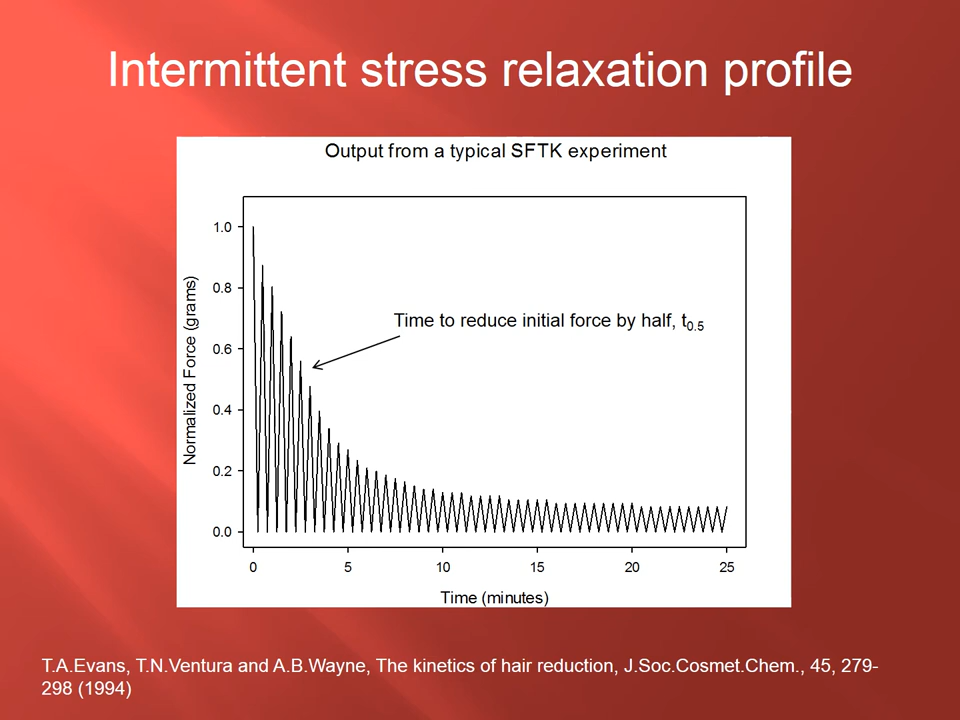 Intermittent stress relaxation profile
Output from a typical SFTK experiment
1.0
0.8
0.6
0.4
0.2
0.0
Normalized Force (grams)
Time to reduce initial force by half, t0.5
0 5 10 15 20 25
Time (minutes)
T.A.Evans, T.N.Ventura and A.B.Wayne, The kinetics of hair reduction, J.Soc.Cosmet.Chem., 45, 279-
298 (1994)